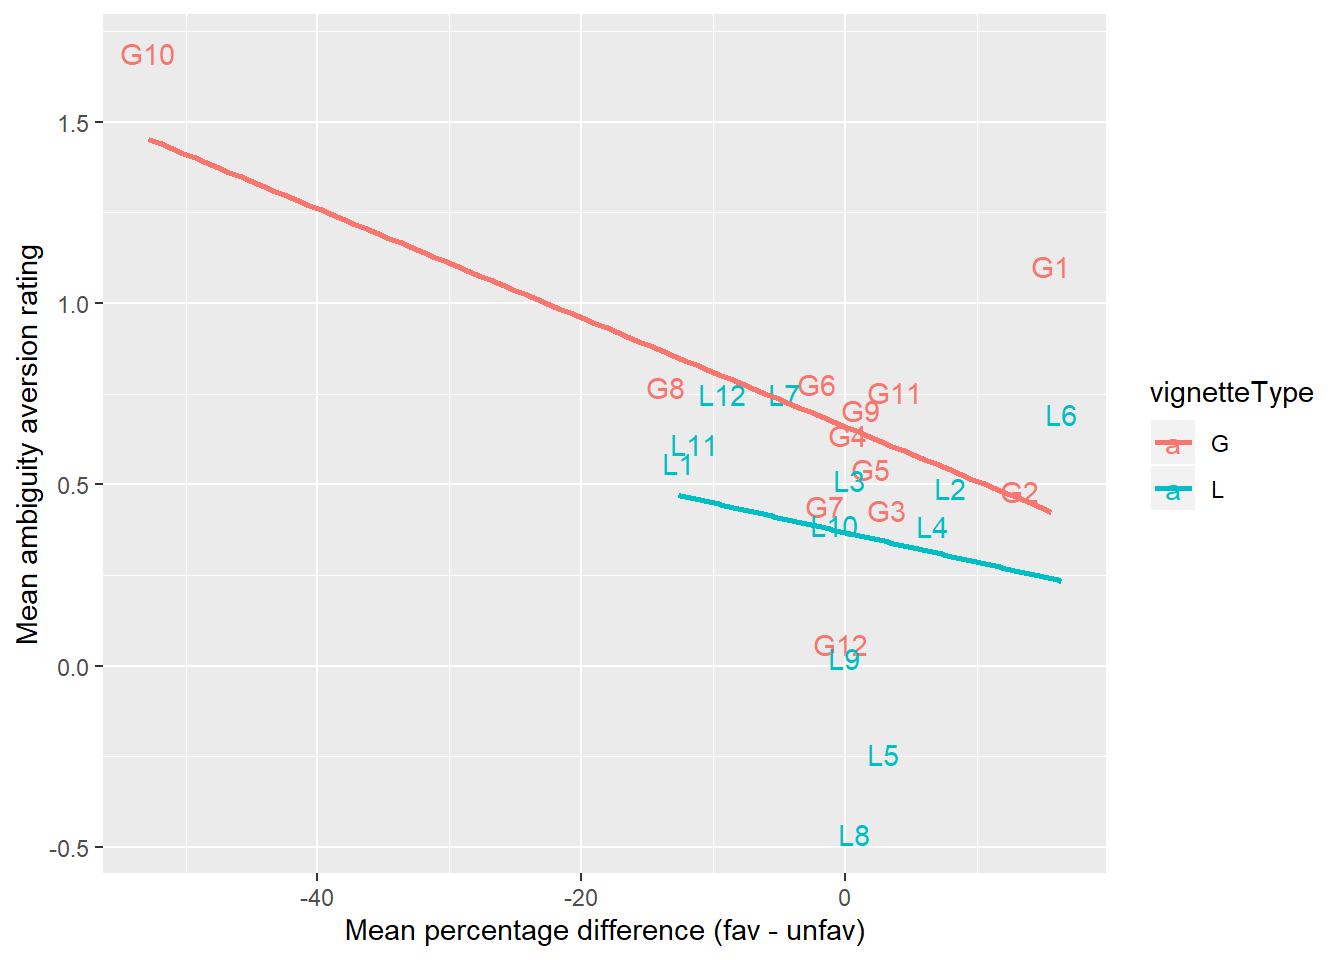 G10
1.5
G1
1.0
G8
L12
L7
G6
G11
G9
L6
G4
L11
L1
G5
L3
L2
G2
0.5
G7
G3
L10
L4
G12
L9
0.0
L5
L8
-0.5
-40
-20
0
Mean percentage difference (fav - unfav)
Mean ambiguity aversion rating
vignetteType
a G
a L